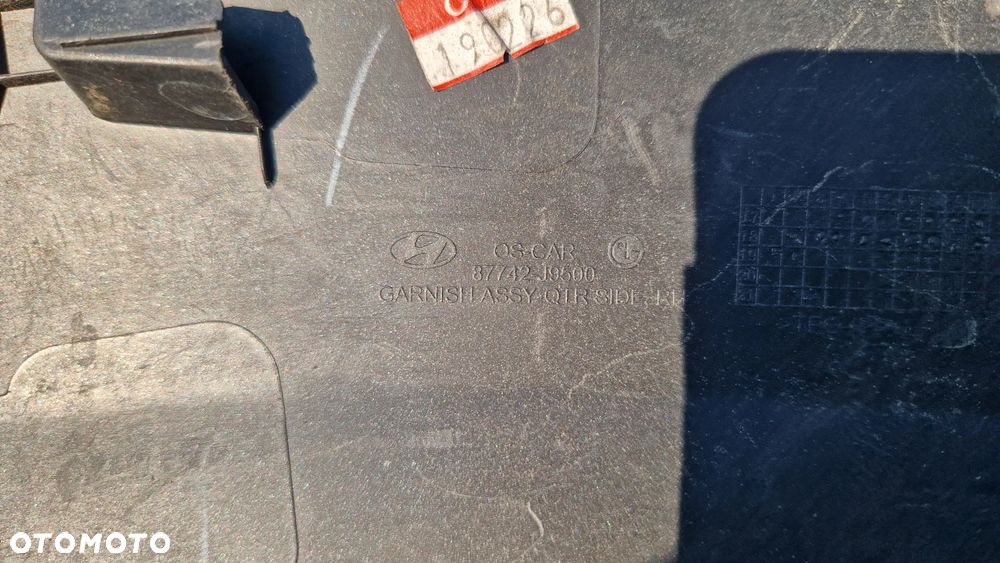 190226
OS-CAR
87742-J9500
GARNISH ASSY-QTR SIDE,
OTOMOTO